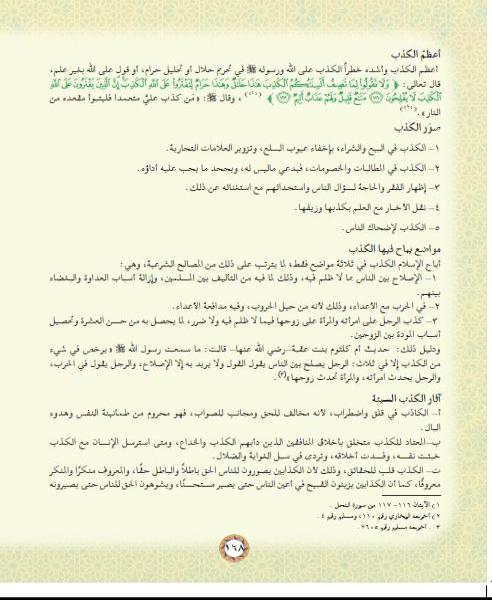 أعظم الكذب
أعظم الكذب وأشده خطراً الكذب على الله ورسوله ﷺ في تحريم حلال أو تحليل حرام، أو قول على الله بغير علم،
قال تعالى: ﴿ وَلَا تَقُولُوا لِمَا تَصِفُ أَلْسِنَتُكُمُ الْكَذِبَ هَٰذَا حَلَالٌ وَهَٰذَا حَرَامٌ لِتَفْتَرُوا عَلَى اللَّهِ الْكَذِبَ إِنَّ الَّذِينَ يَفْتَرُونَ عَلَى اللَّهِ
الْكَذِبَ لَا يُفْلِحُونَ ﴿١١٦﴾ مَتَاعٌ قَلِيلٌ وَلَهُمْ عَذَابٌ أَلِيمٌ ﴿١١٧﴾ ﴾ (١)، وقال ﷺ: «من كذب علي متعمدا فليتبوأ مقعده من
النار». (٢)
صور الكذب
١- الكذب في البيع والشراء، بإخفاء عيوب السلع، وتزوير العلامات التجارية.
٢- الكذب في المطالبات والخصومات، فيدعي ماليس له، ويجحد ما يجب عليه أداؤه.
٣- إظهار الفقر والحاجة لسؤال الناس واستجدائهم مع استغنائه عن ذلك.
٤- نقل الأخبار مع العلم بكذبها وزيفها.
٥- الكذب لإضحاك الناس.
مواضع يباح فيها الكذب
أباح الإسلام الكذب في ثلاثة مواضع فقط، لما يترتب على ذلك من المصالح الشرعية، وهي:
١- الإصلاح بين الناس بما لا ظلم فيه، وذلك لما فيه من التأليف بين المسلمين، وإزالة أسباب العداوة والبغضاء
بينهم.
٢- في الحرب مع الأعداء، وذلك لأنه من حيل الحروب، وفيه مدافعة الأعداء.
٣- كذب الرجل على امرأته والمرأة على زوجها فيما لا ظلم فيه ولا ضرر، لما يحصل به من حسن العشرة وتحصيل
أسباب المودة بين الزوجين.
ودليل ذلك: حديث أم كلثوم بنت عقبة-رضي الله عنها- قالت: ما سمعت رسول الله ﷺ «يرخص في شيء
من الكذب إلا في ثلاث: الرجل يصلح بين الناس يقول القول ولا يريد به إلا الإصلاح، والرجل يقول في الحرب،
والرجل يحدث امرأته، والمرأة تحدث زوجها» (٣).
آثار الكذب السيئة
أ- الكاذب في قلق واضطراب، لأنه مخالف للحق ومجانب للصواب، فهو محروم من طمأنينة النفس وهدوء
البال.
ب-المعتاد للكذب متخلق بأخلاق المنافقين الذين دأبهم الكذب والخداع، ومتى استرسل الإنسان مع الكذب
خبثت نفسه، وفسدت أخلاقه، وتردى في سبل الغواية والضلال.
ت- الكذب قلب للحقائق، وذلك لأن الكذابين يصورون للناس الحق باطلاً والباطل حقًا، والمعروف منكرًا والمنكر
معروفًا، كما أن الكذابين يزينون القبيح في أعين الناس حتى يصير مستحسنًا، ويشوهون الحق للناس حتى يصيرونه
١) الآيتان ١١٦-١١٧ من سورة النحل.
٢) أخرجه البخاري رقم ١١٠، ومسلم رقم ٤.
٣. أخرجه مسلم رقم ٢٦٠٥.
١٦٨